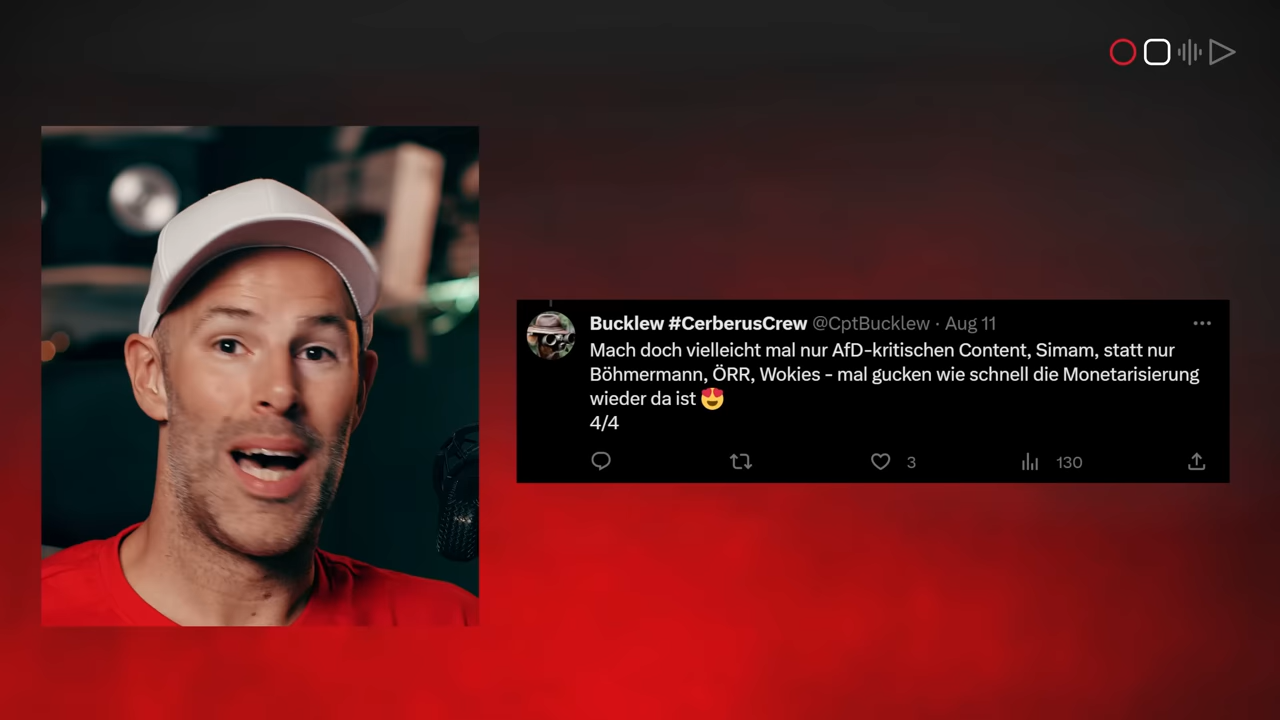 Bucklew #CerberusCrew @CptBucklew · Aug 11
Mach doch vielleicht mal nur AfD-kritischen Content, Simam, statt nur
Böhmermann, ÖRR, Wokies - mal gucken wie schnell die Monetarisierung
wieder da ist 😍
4/4
3 130